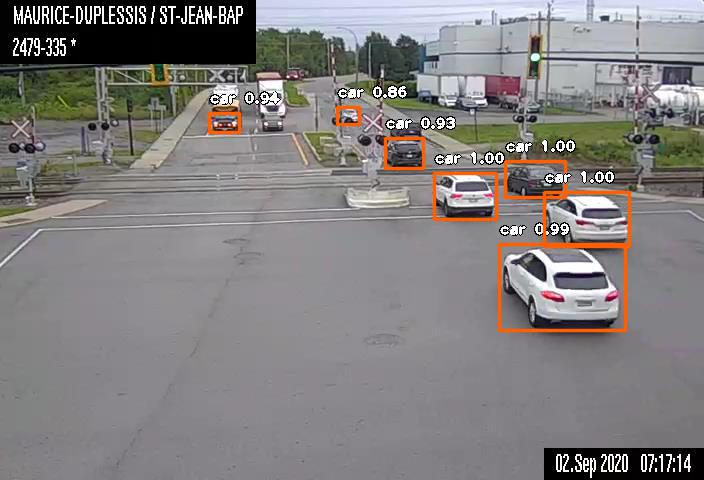 MAURICE-DUPLESSIS / ST-JEAN-BAP
2479-335 *
car 0.94
car 0.86
car 0.93
car 1.00
car 1.00
car 1.00
car 0.99
02.Sep 2020 07:17:14